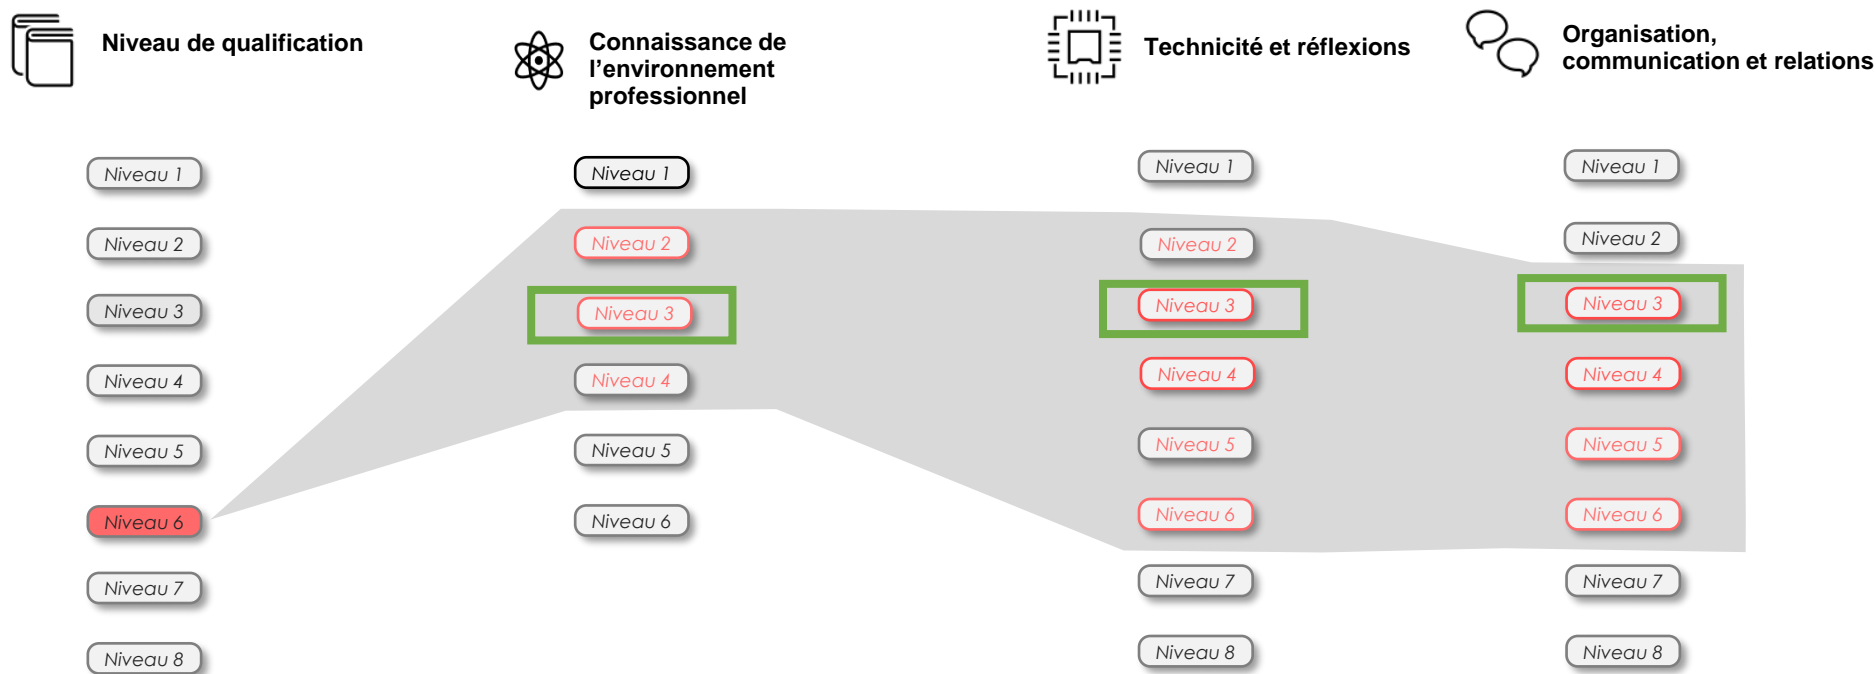 Niveau de qualification
Connaissance de
l'environnement
professionnel
Technicité et réflexions
Organisation,
communication et relations
Niveau 1
Niveau 2
Niveau 3
Niveau 4
Niveau 5
Niveau 6
Niveau 7
Niveau 8
Niveau 1
Niveau 2
Niveau 3
Niveau 4
Niveau 5
Niveau 6
Niveau 1
Niveau 2
Niveau 3
Niveau 4
Niveau 5
Niveau 6
Niveau 7
Niveau 8
Niveau 1
Niveau 2
Niveau 3
Niveau 4
Niveau 5
Niveau 6
Niveau 7
Niveau 8